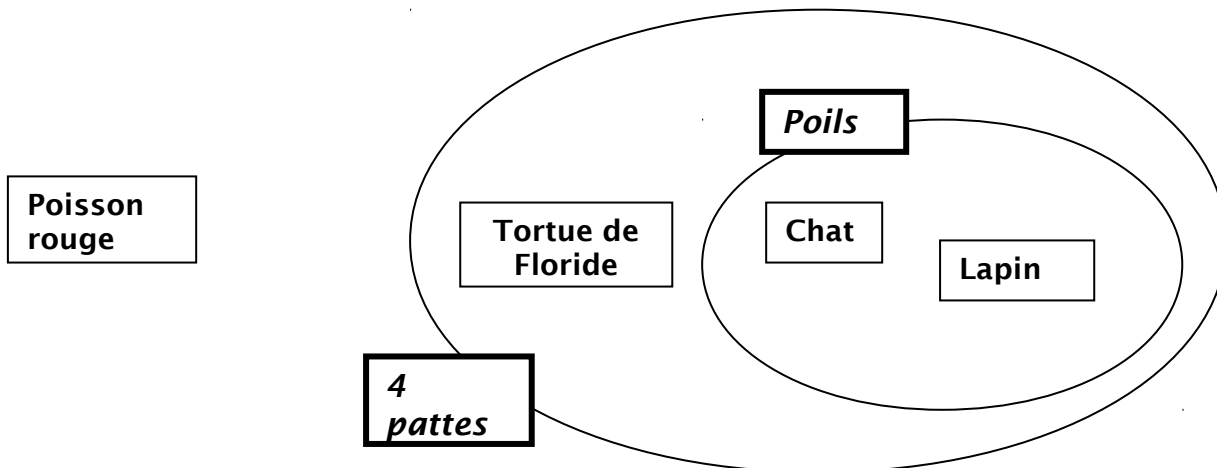 Poils
Poisson
rouge
Tortue de
Floride
Chat
Lapin
4
pattes